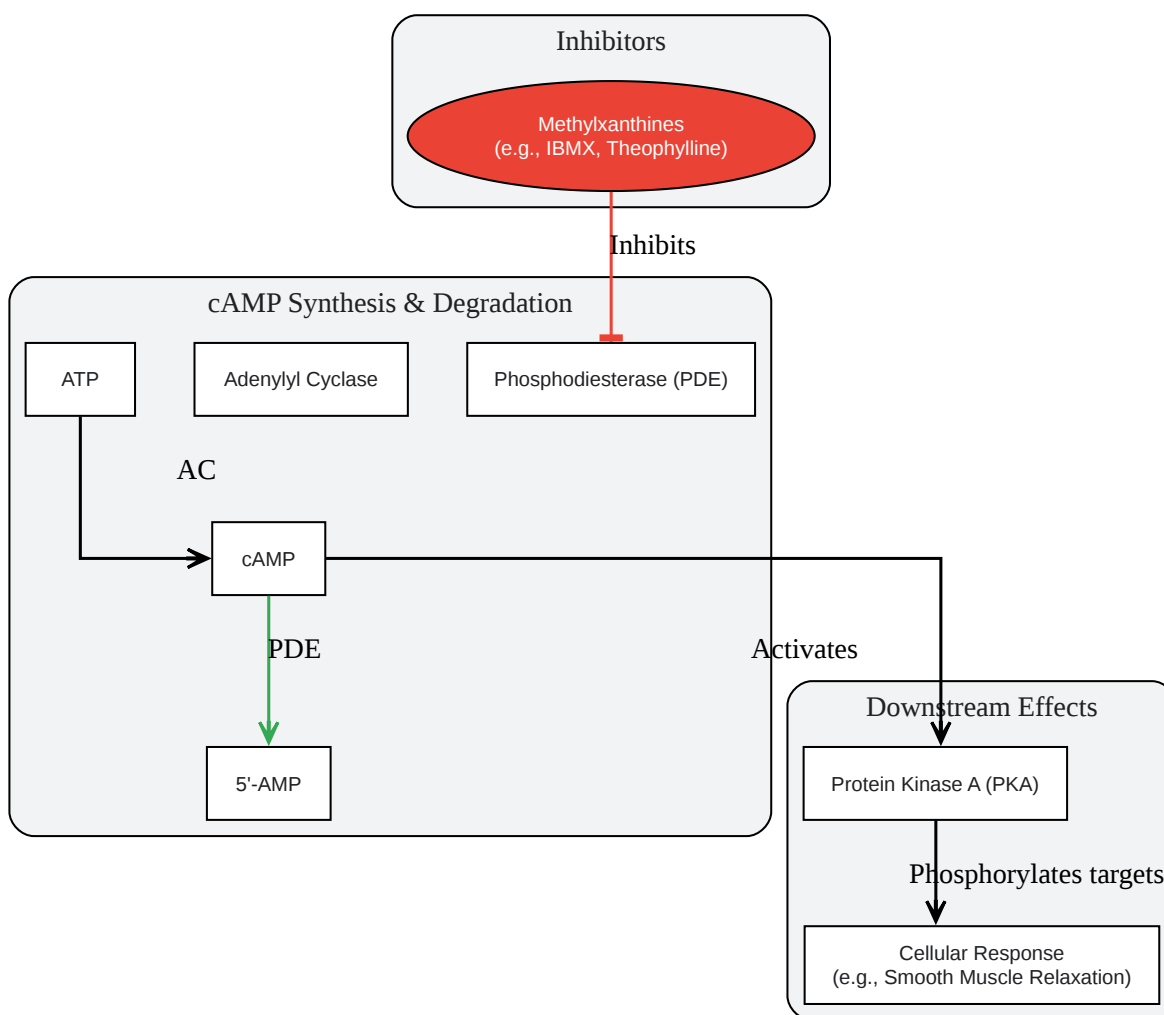 Inhibitors
Methylxanthines
(e.g., IBMX, Theophylline)
Inhibits
cAMP Synthesis & Degradation
ATP
Adenylyl Cyclase
Phosphodiesterase (PDE)
AC
cAMP
PDE
Activates
Downstream Effects
5'-AMP
Protein Kinase A (PKA)
Phosphorylates targets
Cellular Response
(e.g., Smooth Muscle Relaxation)